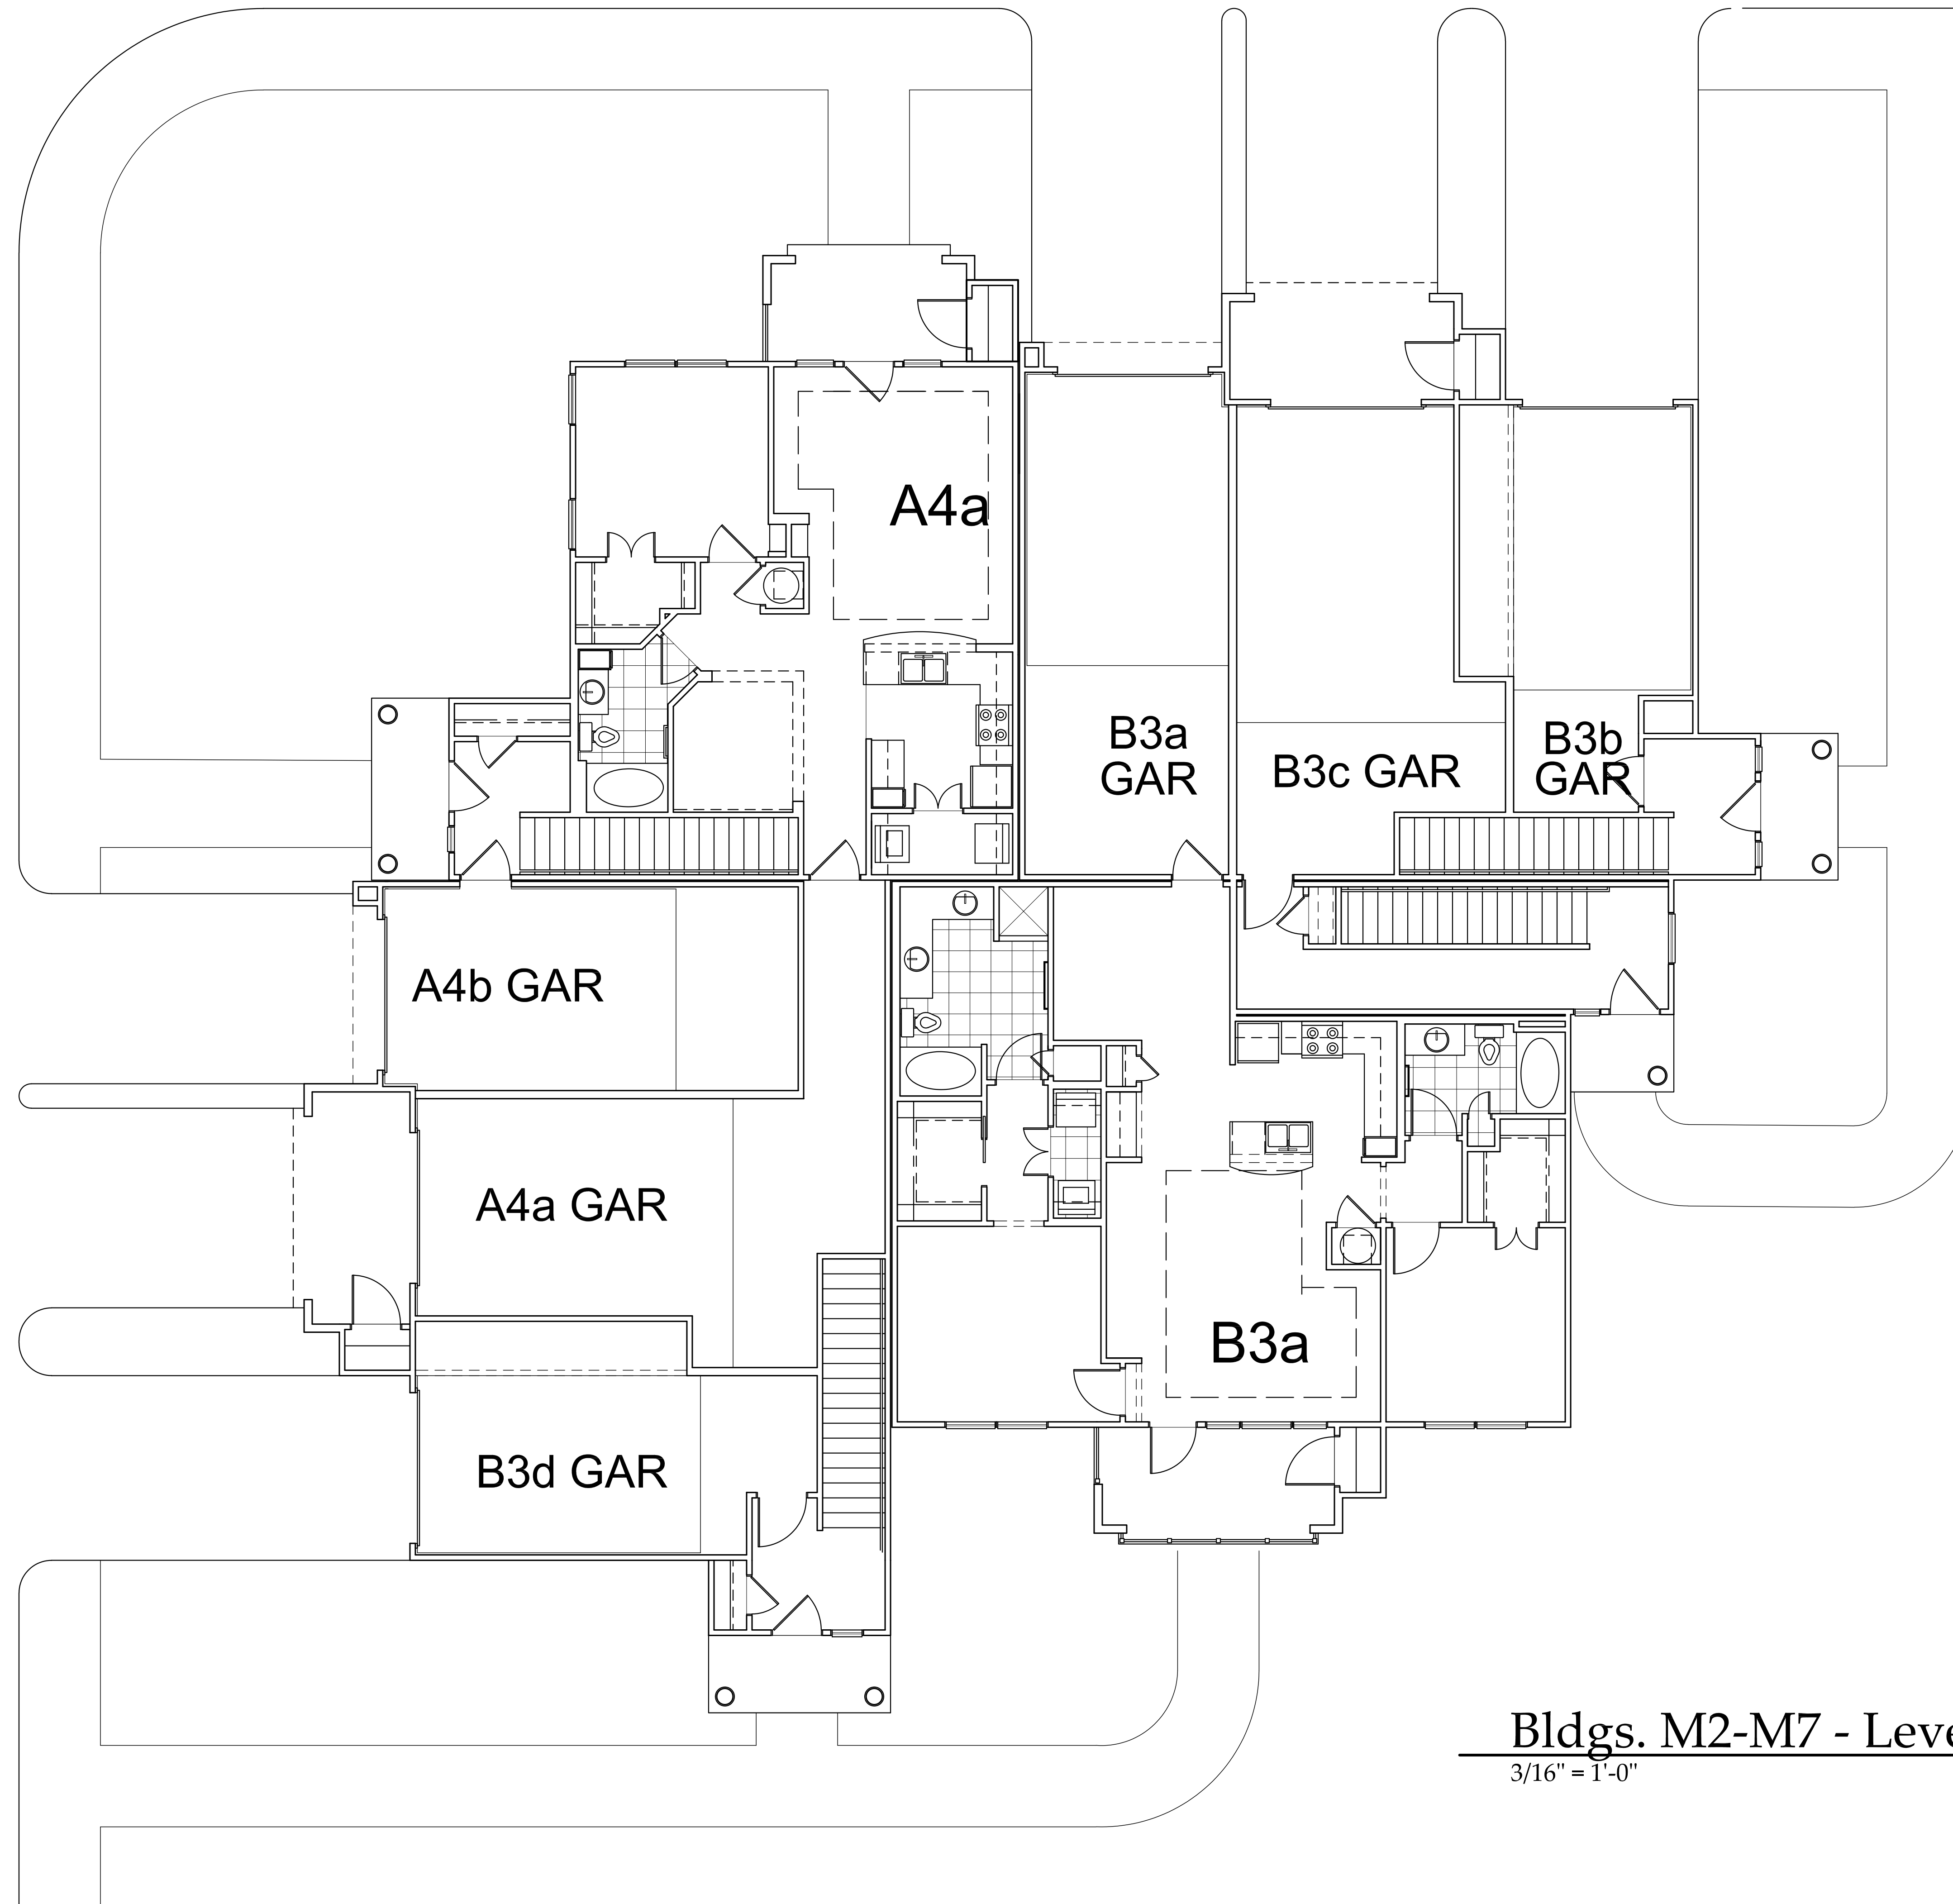 A4a
B3a
GAR
B3c GAR
B3b
GAR
A4b GAR
A4a GAR
B3a
B3d GAR
Bldgs. M2-M7 - Leve
3/16" = 1'-0"